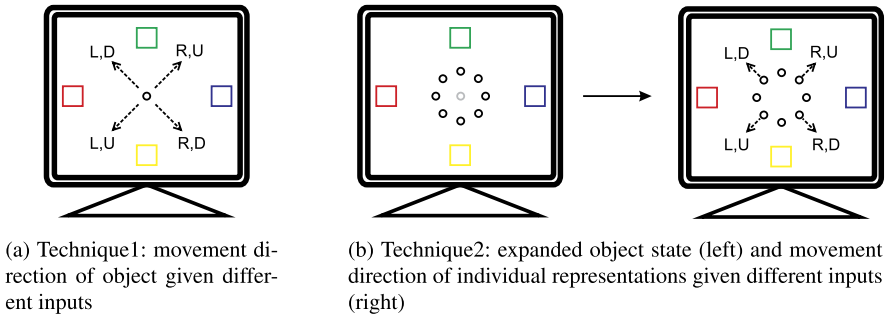 L,D R,U
L,U R,D
L,D R,U
L,U R,D
(a) Technique1: movement di-
rection of object given differ-
ent inputs
(b) Technique2: expanded object state (left) and movement
direction of individual representations given different inputs
(right)